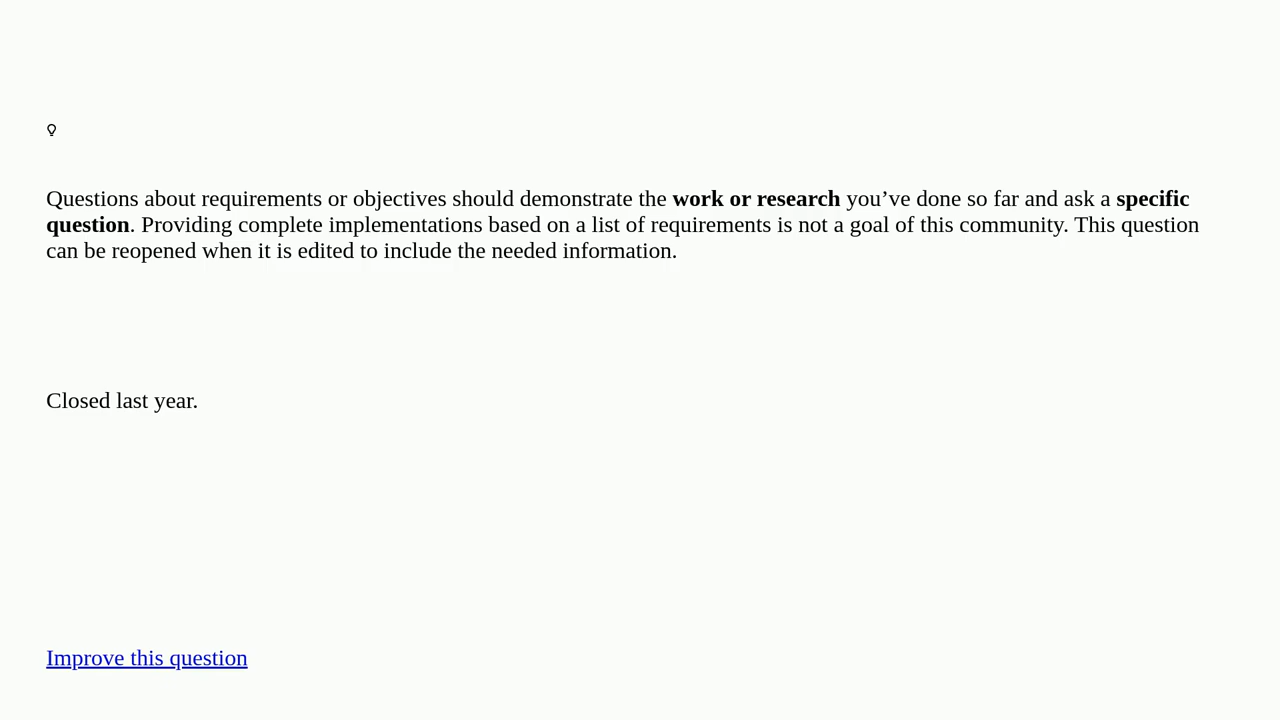 Questions about requirements or objectives should demonstrate the work or research you’ve done so far and ask a specific
question. Providing complete implementations based on a list of requirements is not a goal of this community. This question
can be reopened when it is edited to include the needed information.
Closed last year.
Improve this question